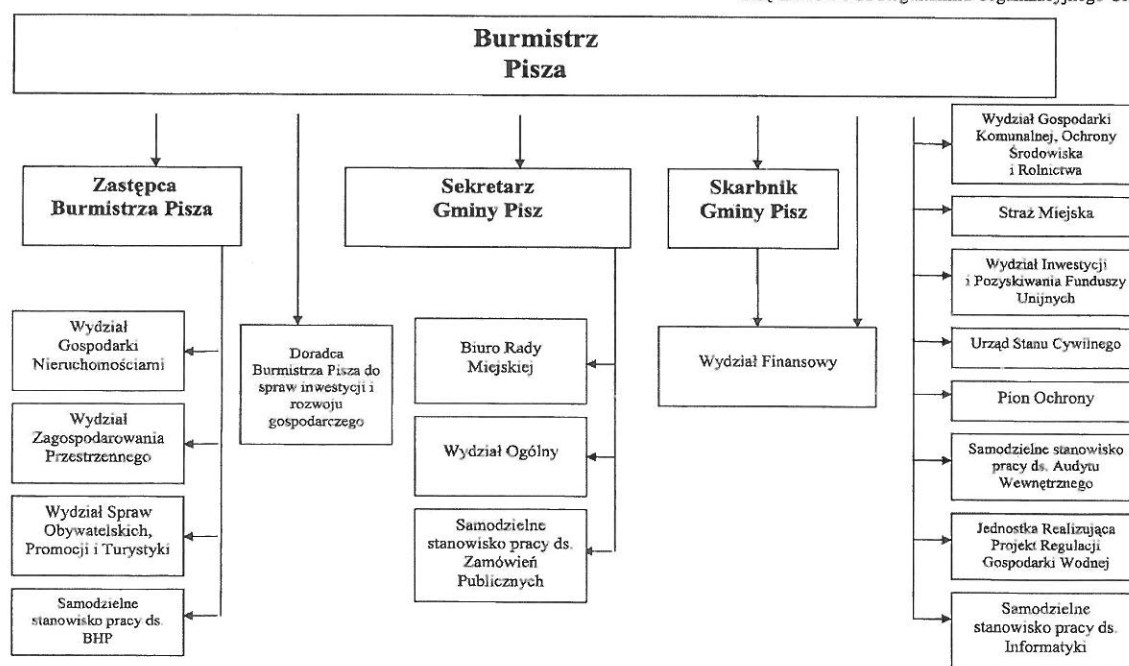 Burmistrz
Pisza
Zastępca
Burmistrza Pisza
Wydział
Gospodarki
Nieruchomościami
Wydział
Zagospodarowania
Przestrzennego
Wydział Spraw
Obywatelskich,
Promocji i Turystyki
Samodzielne
stanowisko pracy ds.
BHP
Doradca
Burmistrza Pisza do
spraw inwestycji i
rozwoju
gospodarczego
Sekretarz
Gminy Pisz
Biuro Rady
Miejskiej
Wydział Ogólny
Samodzielne
stanowisko pracy ds.
Zamówień
Publicznych
Skarbnik
Gminy Pisz
Wydział Finansowy
Wydział Gospodarki
Komunalnej, Ochrony
Środowiska
i Rolnictwa
Straż Miejska
Wydział Inwestycji
i Pozyskiwania Funduszy
Unijnych
Urząd Stanu Cywilnego
Pion Ochrony
Samodzielne stanowisko
pracy ds. Audytu
Wewnętrznego
Jednostka Realizująca
Projekt Regulacji
Gospodarki Wodnej
Samodzielne
stanowisko pracy ds.
Informatyki